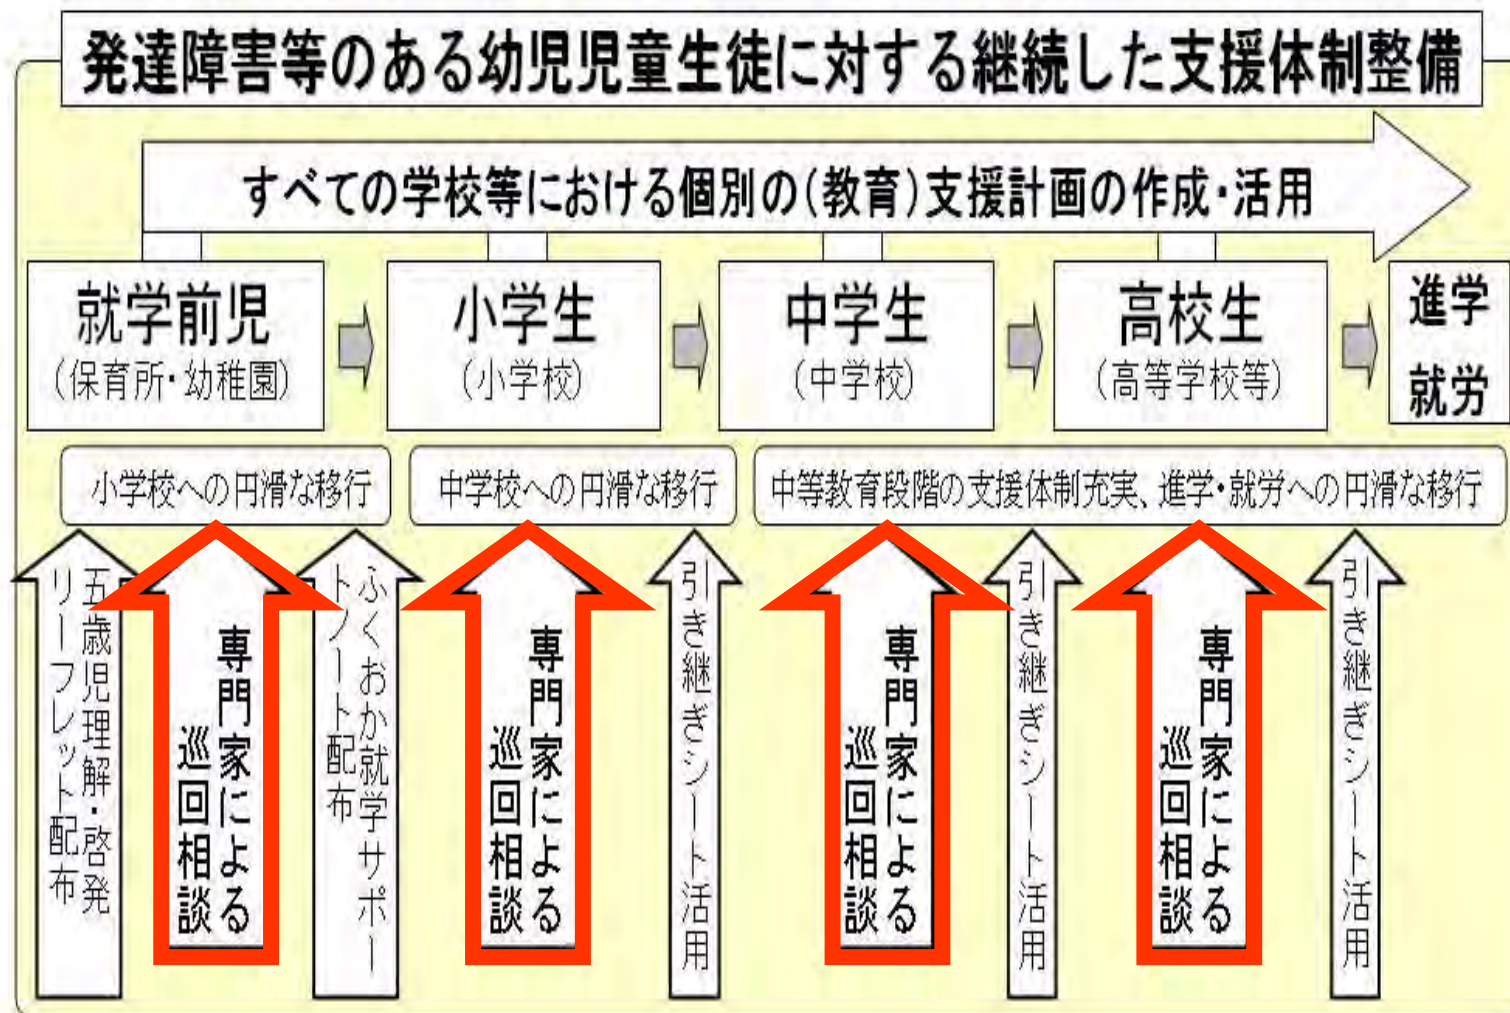 発達障害等のある幼児児童生徒に対する継続した支援体制整備
すべての学校等における個別の(教育)支援計画の作成・活用
就学前児
(保育所・幼稚園)
小学生
(小学校)
中学生
(中学校)
高校生
(高等学校等)
進学
就労
小学校への円滑な移行
中学校への円滑な移行
中等教育段階の支援体制充実、進学・就労への円滑な移行
五歳児理解・啓発
リーフレット配布
専門家による
巡回相談
ふくおか就学サポー
トノート配布
専門家による
巡回相談
引き継ぎシート活用
専門家による
巡回相談
引き継ぎシート活用
専門家による
巡回相談
引き継ぎシート活用